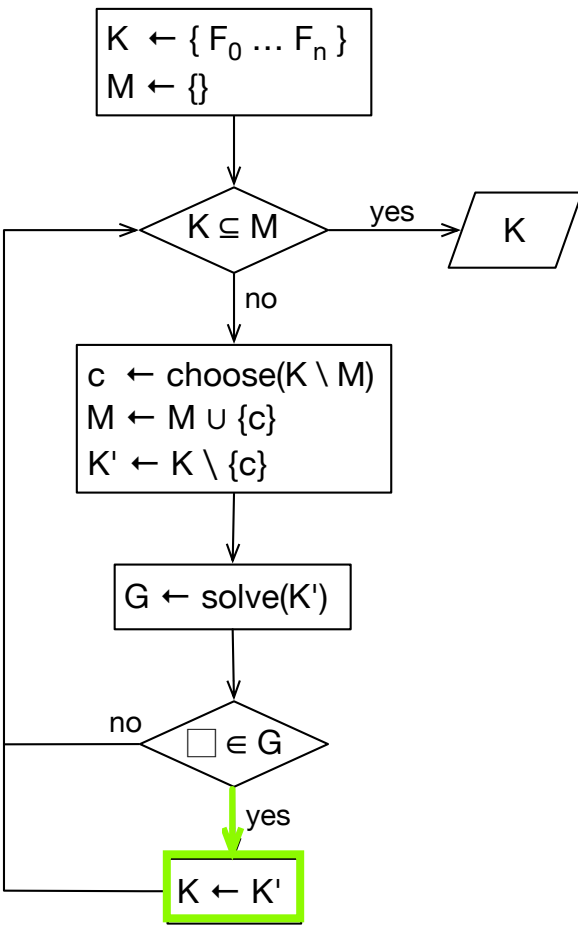 K ← { F₀ … Fₙ }
M ← {}
K ⊆ M
yes
K
no
c ← choose(K \ M)
M ← M ∪ {c}
K' ← K \ {c}
G ← solve(K')
no
□ ∈ G
yes
K ← K'